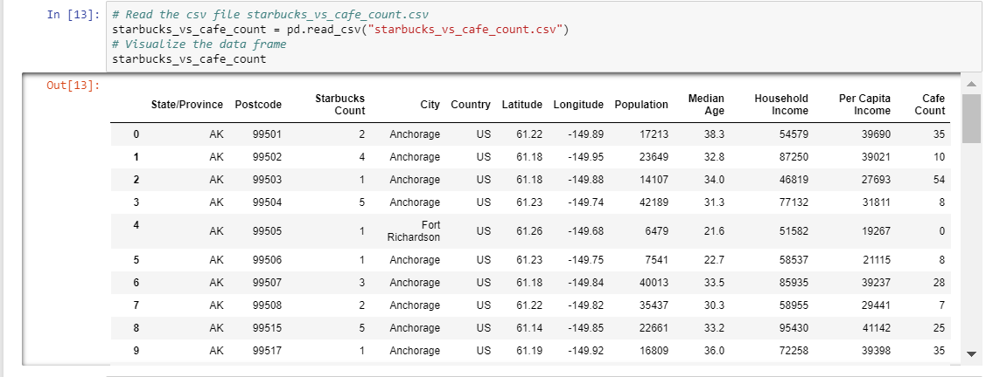 In [13]: # Read the csv file starbucks_vs_cafe_count.csv
starbucks_vs_cafe_count = pd.read_csv("starbucks_vs_cafe_count.csv")
# Visualize the data frame
starbucks_vs_cafe_count
Out[13]:
State/Province Postcode Starbucks Count City Country Latitude Longitude Population Median Age Household Income Per Capita Income Cafe Count
0 AK 99501 2 Anchorage US 61.22 -149.89 17213 38.3 54579 39690 35
1 AK 99502 4 Anchorage US 61.18 -149.95 23649 32.8 87250 39021 10
2 AK 99503 1 Anchorage US 61.18 -149.88 14107 34.0 46819 27693 54
3 AK 99504 5 Anchorage US 61.23 -149.74 42189 31.3 77132 31811 8
4 AK 99505 1 Fort Richardson US 61.26 -149.68 6479 21.6 51582 19267 0
5 AK 99506 1 Anchorage US 61.23 -149.75 7541 22.7 58537 21115 8
6 AK 99507 3 Anchorage US 61.18 -149.84 40013 33.5 85935 39237 28
7 AK 99508 2 Anchorage US 61.22 -149.82 35437 30.3 58955 29441 7
8 AK 99515 5 Anchorage US 61.14 -149.85 22661 33.2 95430 41142 25
9 AK 99517 1 Anchorage US 61.19 -149.92 16809 36.0 72258 39398 35